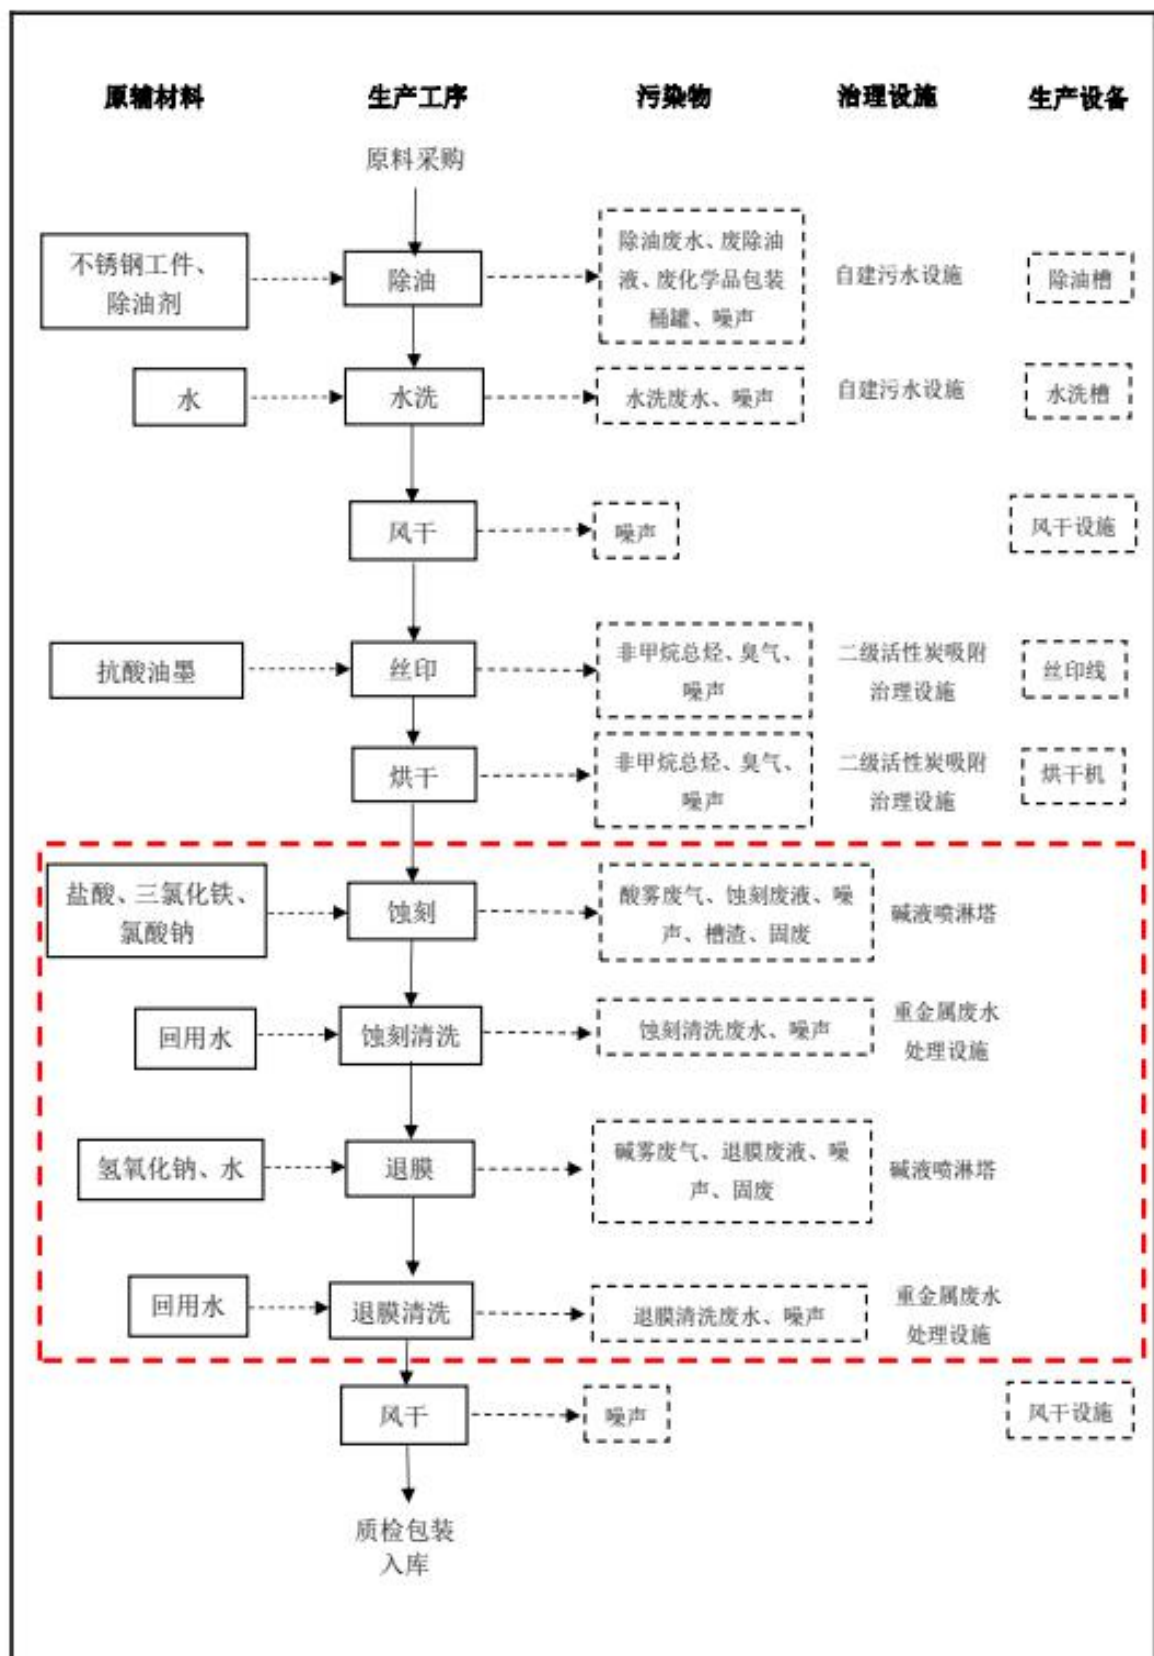 原辅材料 生产工序 污染物 治理设施 生产设备
原料采购
不锈钢工件、
除油剂
除油
除油废水、废除油
液、废化学品包装
桶罐、噪声
自建污水设施
除油槽
水
水洗
水洗废水、噪声
自建污水设施
水洗槽
风干
噪声
风干设施
抗酸油墨
丝印
非甲烷总烃、臭气、
噪声
二级活性炭吸附
治理设施
丝印线
烘干
非甲烷总烃、臭气、
噪声
二级活性炭吸附
治理设施
烘干机
盐酸、三氯化铁、
氯酸钠
蚀刻
酸雾废气、蚀刻废液、噪
声、槽渣、固废
碱液喷淋塔
回用水
蚀刻清洗
蚀刻清洗废水、噪声
重金属废水
处理设施
氢氧化钠、水
退膜
碱雾废气、退膜废液、噪
声、固废
碱液喷淋塔
回用水
退膜清洗
退膜清洗废水、噪声
重金属废水
处理设施
风干
噪声
风干设施
质检包装
入库